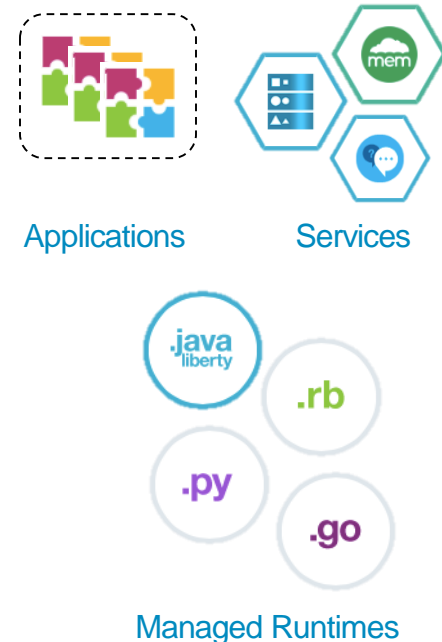 mem
?
Applications
Services
.java
liberty
.rb
.py
.go
Managed Runtimes